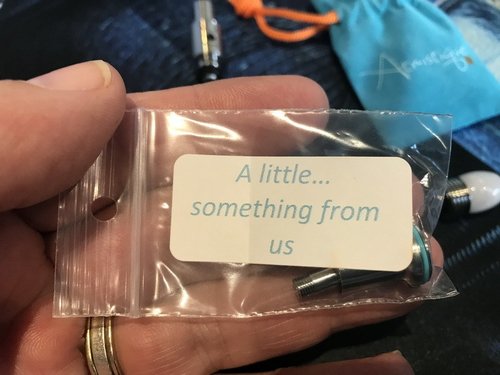 A little...
something from
us